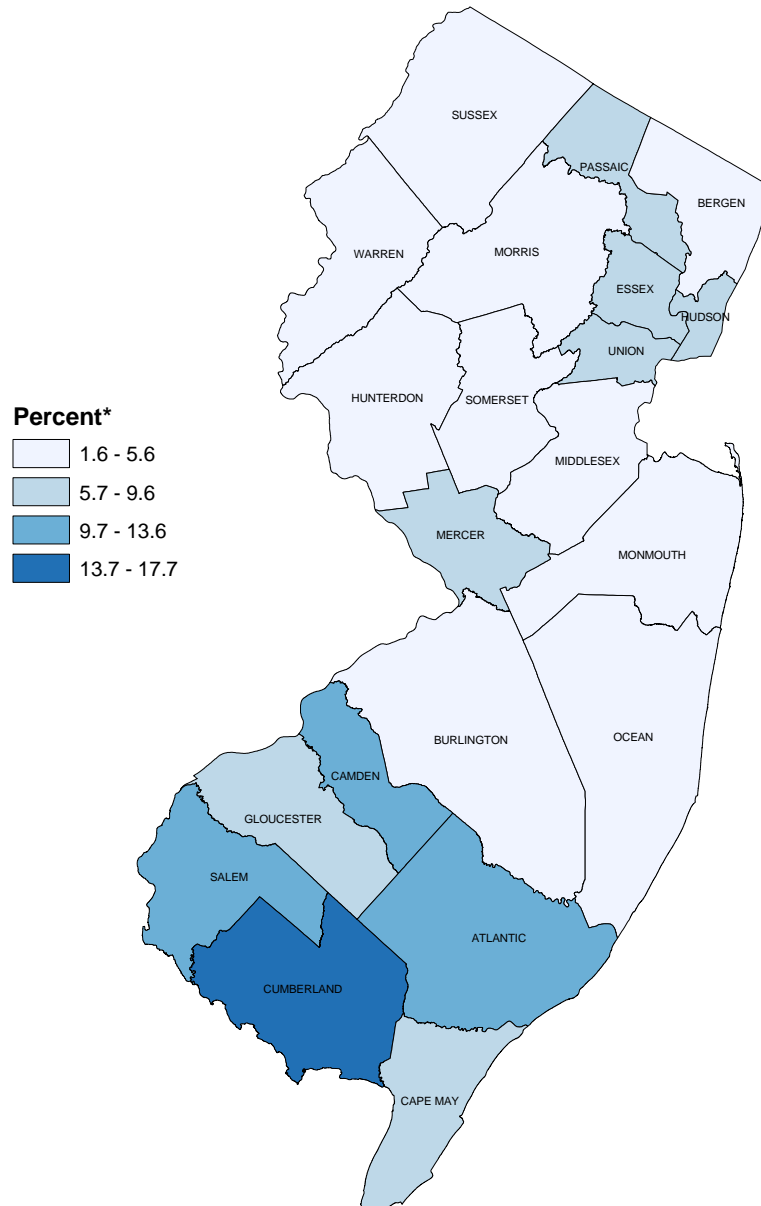 SUSSEX
PASSAIC
BERGEN
WARREN
MORRIS
ESSEX
HUDSON
UNION
HUNTERDON
SOMERSET
MIDDLESEX
Percent*
1.6 - 5.6
5.7 - 9.6
9.7 - 13.6
13.7 - 17.7
MERCER
MONMOUTH
OCEAN
BURLINGTON
CAMDEN
GLOUCESTER
SALEM
ATLANTIC
CUMBERLAND
CAPE MAY